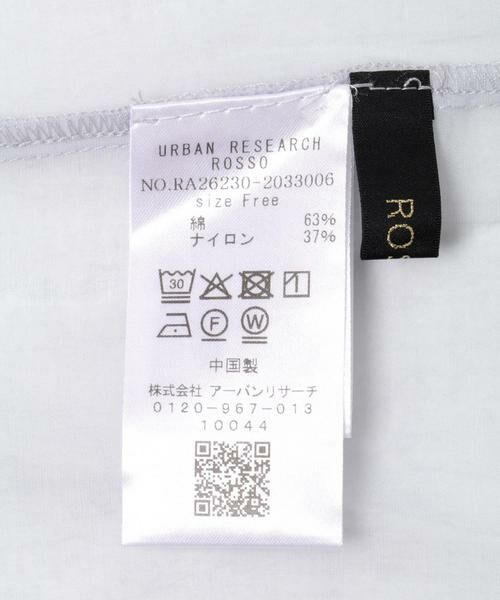 URBAN RESEARCH
ROSSO
NO.RA26230-2033006
size Free
綿 63%
ナイロン 37%
30
F
W
中国製
株式会社 アーバンリサーチ
0120-967-013
10044
ROS